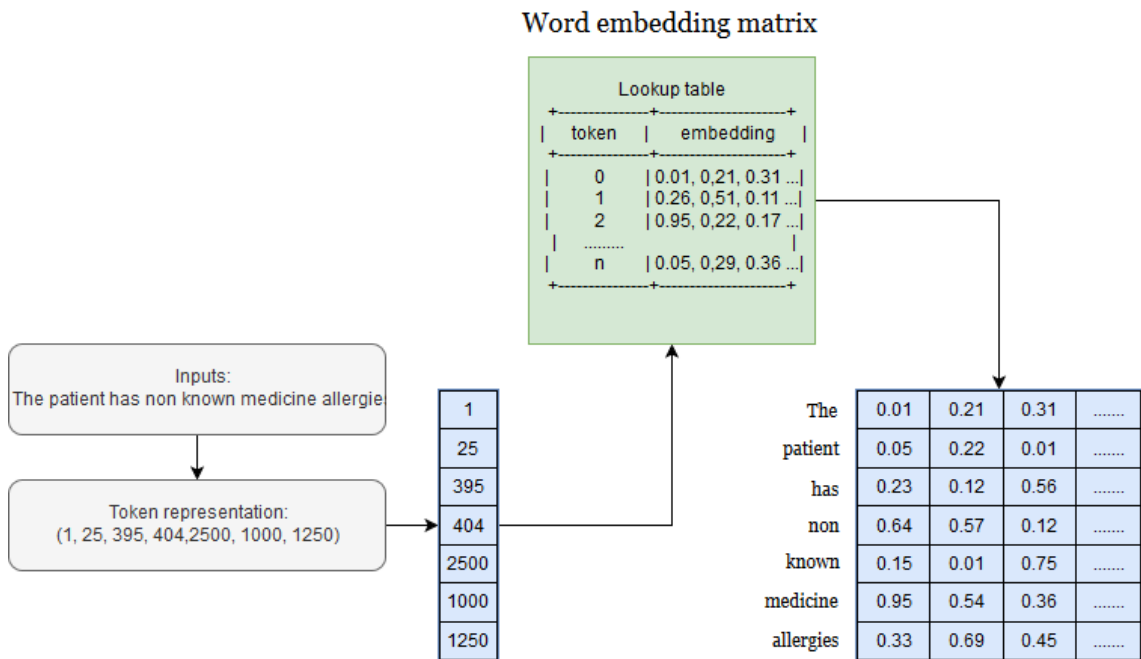 Word embedding matrix
Lookup table
+---------------+---------------------+
| token | embedding |
+---------------+---------------------+
| 0 | 0.01, 0,21, 0.31 ...|
| 1 | 0.26, 0,51, 0.11 ...|
| 2 | 0.95, 0,22, 0.17 ...|
| ......... |
| n | 0.05, 0,29, 0.36 ...|
+---------------+---------------------+
Inputs:
The patient has non known medicine allergies
Token representation:
(1, 25, 395, 404,2500, 1000, 1250)
1
25
395
404
2500
1000
1250
The 0.01 0.21 0.31 .......
patient 0.05 0.22 0.01 .......
has 0.23 0.12 0.56 .......
non 0.64 0.57 0.12 .......
known 0.15 0.01 0.75 .......
medicine 0.95 0.54 0.36 .......
allergies 0.33 0.69 0.45 .......